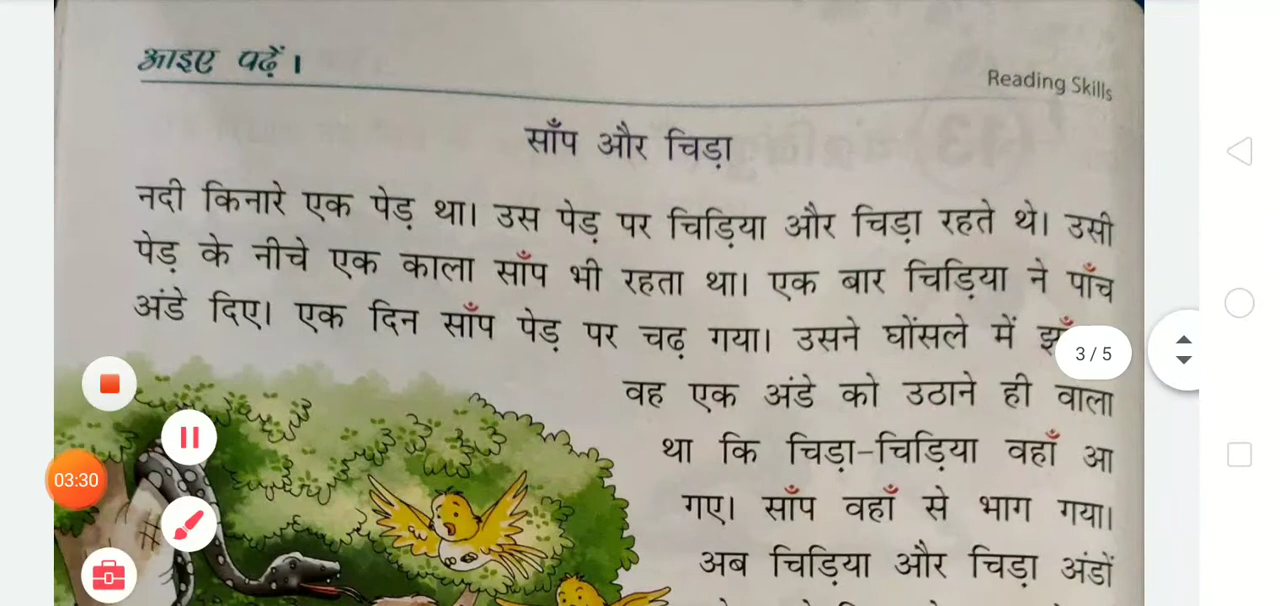 आइए पढ़ें।
Reading Skills
साँप और चिड़ा
नदी किनारे एक पेड़ था। उस पेड़ पर चिड़िया और चिड़ा रहते थे। उसी
पेड़ के नीचे एक काला साँप भी रहता था। एक बार चिड़िया ने पाँच
अंडे दिए। एक दिन साँप पेड़ पर चढ़ गया। उसने घोंसले में
3 / 5
वह एक अंडे को उठाने ही वाला
था कि चिड़ा-चिड़िया वहाँ आ
गए। साँप वहाँ से भाग गया।
03:30
अब चिड़िया और चिड़ा अंडों